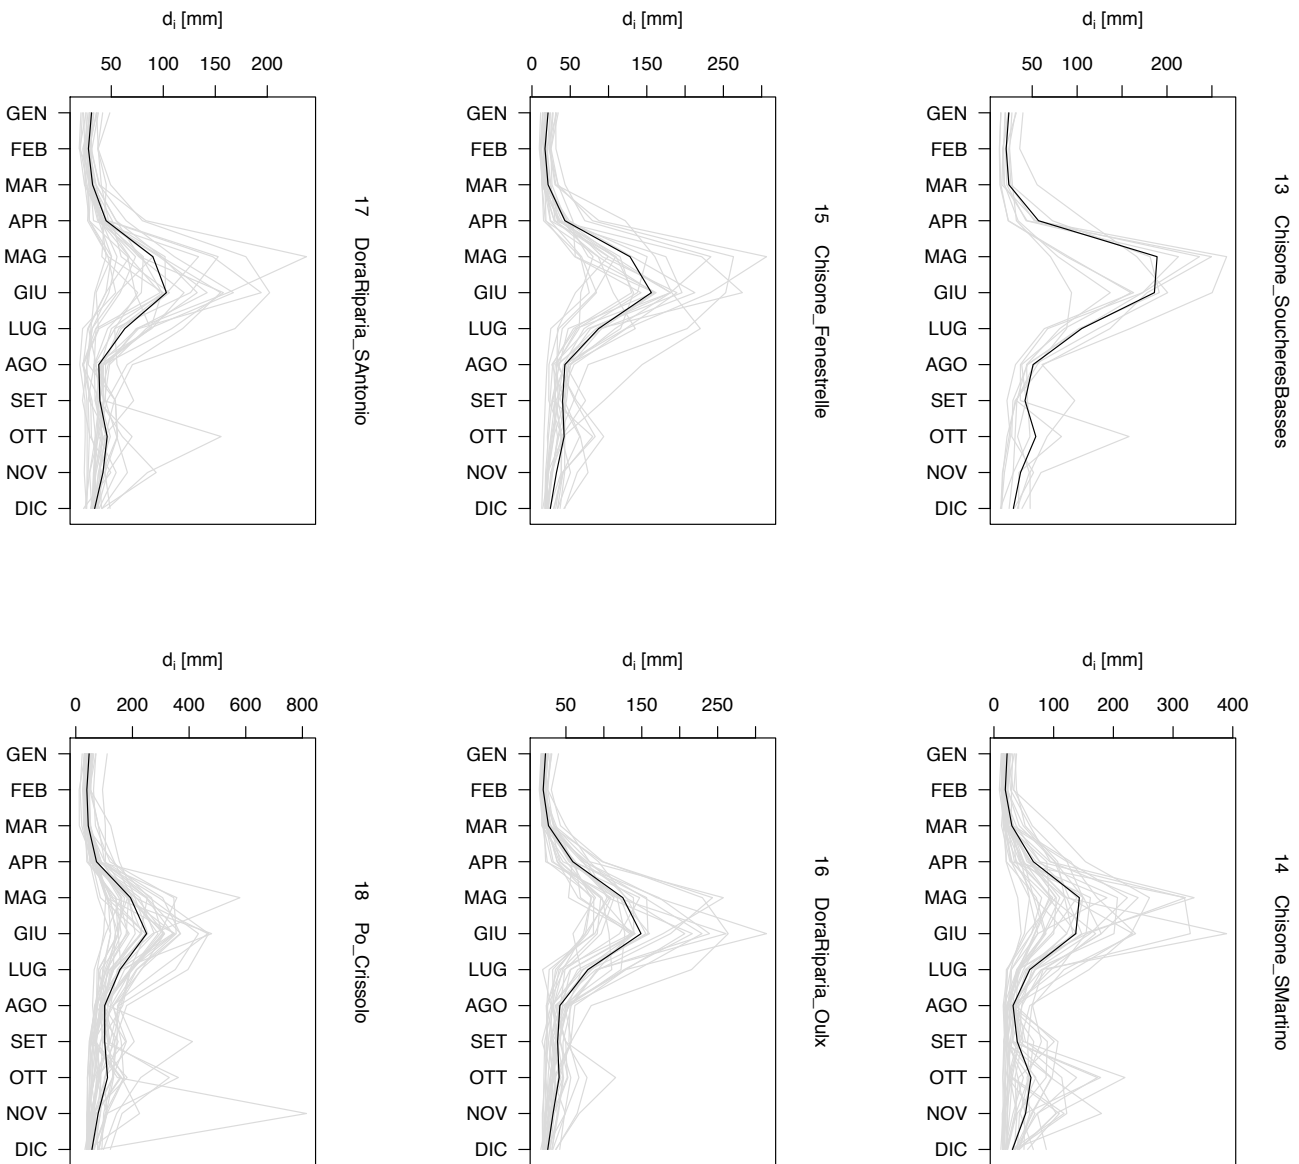 di [mm]
50 100 150 200
GEN
FEB
MAR
APR
MAG
GIU
LUG
AGO
SET
OTT
NOV
DIC
17 DoraRiparia_SAntonio
di [mm]
0 50 150 250
GEN
FEB
MAR
APR
MAG
GIU
LUG
AGO
SET
OTT
NOV
DIC
15 Chisone_Fenestrelle
di [mm]
50 100 200
GEN
FEB
MAR
APR
MAG
GIU
LUG
AGO
SET
OTT
NOV
DIC
13 Chisone_SoucheresBasses
di [mm]
0 200 400 600 800
GEN
FEB
MAR
APR
MAG
GIU
LUG
AGO
SET
OTT
NOV
DIC
18 Po_Crissolo
di [mm]
50 150 250
GEN
FEB
MAR
APR
MAG
GIU
LUG
AGO
SET
OTT
NOV
DIC
16 DoraRiparia_Oulx
di [mm]
0 100 200 300 400
GEN
FEB
MAR
APR
MAG
GIU
LUG
AGO
SET
OTT
NOV
DIC
14 Chisone_SMartino